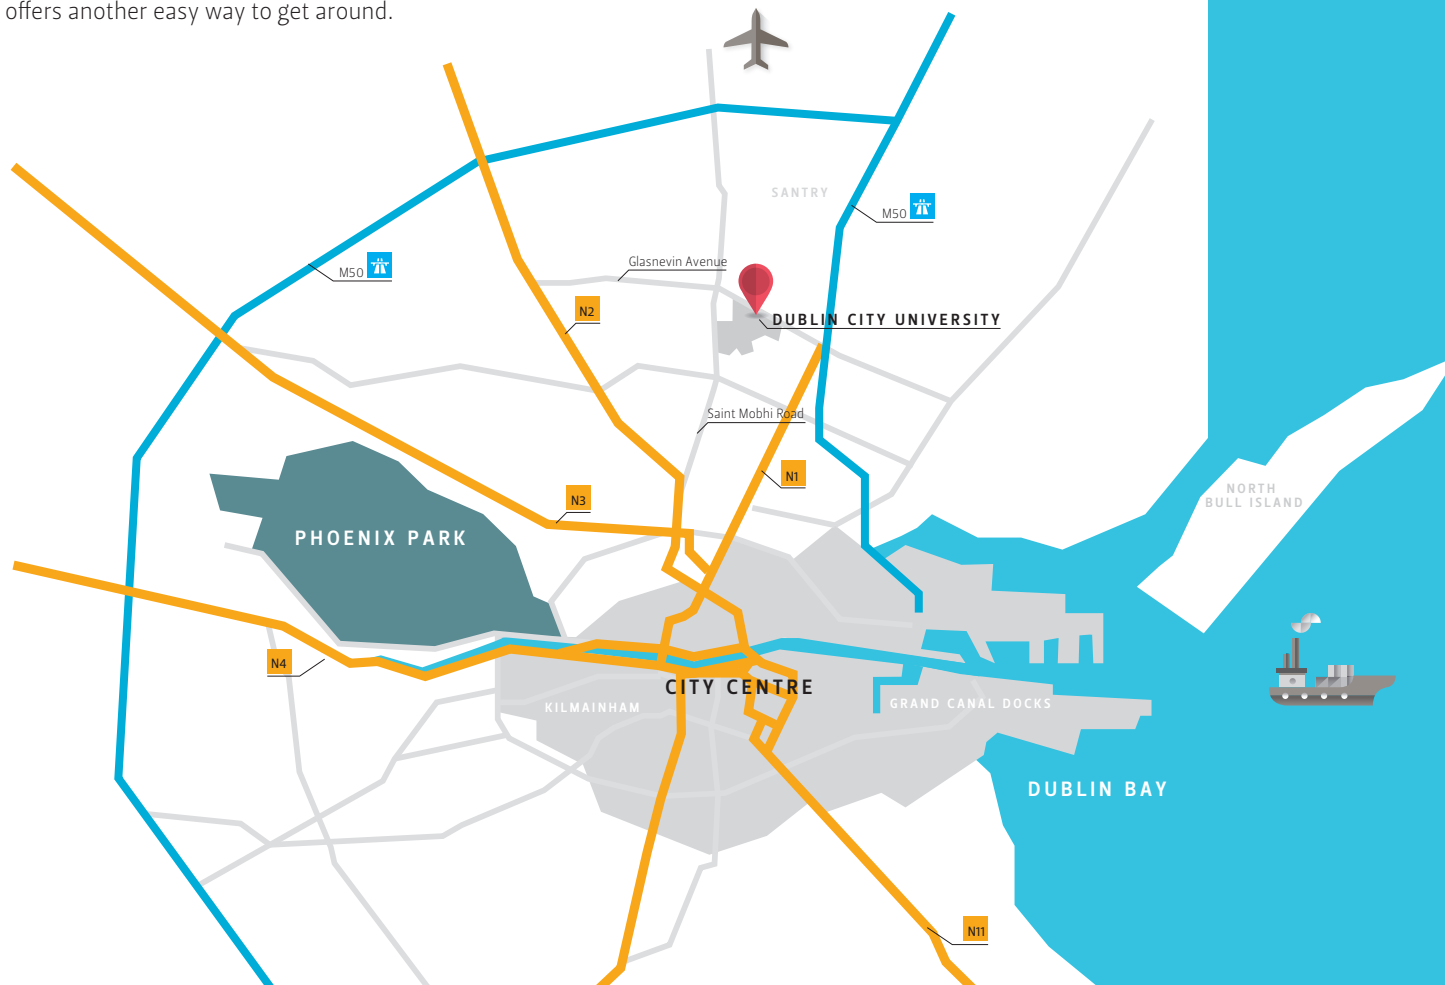 offers another easy way to get around.
SANTRY
M50
Glasnevin Avenue
M50
N2
DUBLIN CITY UNIVERSITY
Saint Mobhi Road
N1
N3
NORTH
BULL ISLAND
PHOENIX PARK
N4
CITY CENTRE
KILMAINHAM
GRAND CANAL DOCKS
DUBLIN BAY
N11